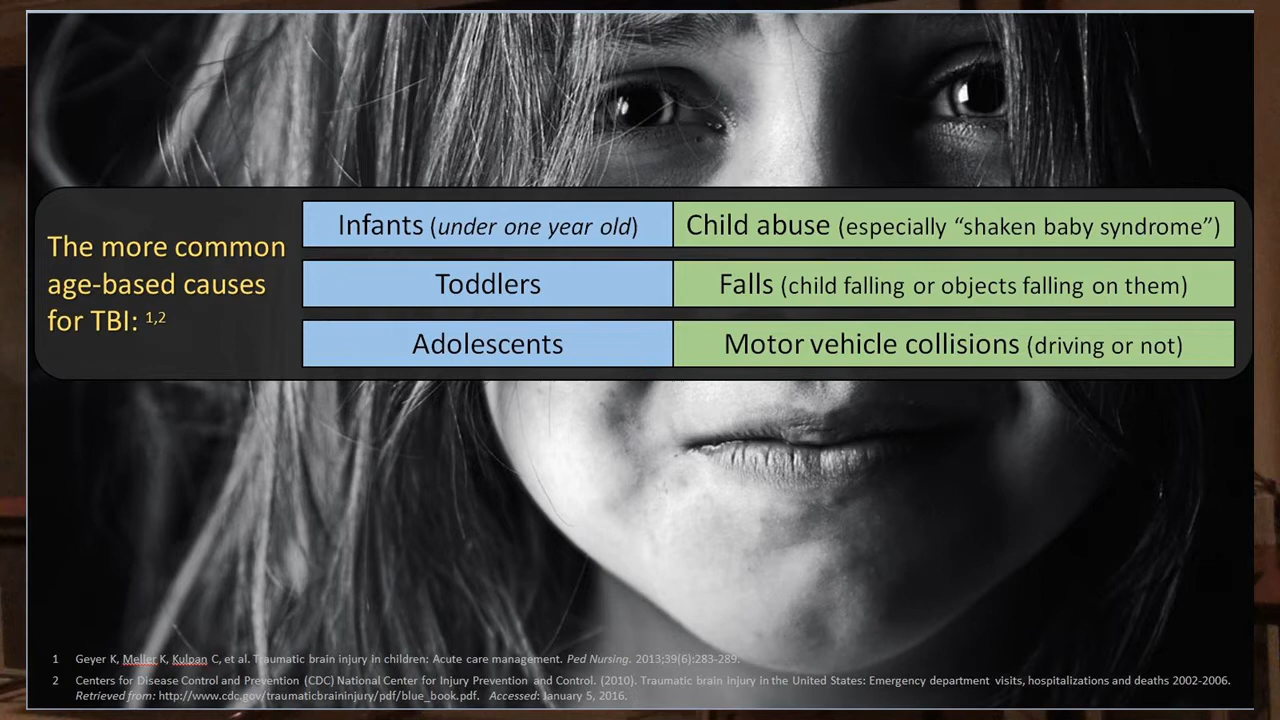 The more common
age-based causes
for TBI: 1,2
Infants (under one year old)
Child abuse (especially “shaken baby syndrome”)
Toddlers
Falls (child falling or objects falling on them)
Adolescents
Motor vehicle collisions (driving or not)
1 Geyer K, Meller K, Kulpan C, et al. Traumatic brain injury in children: Acute care management. Ped Nursing. 2013;39(6):283-289.
2 Centers for Disease Control and Prevention (CDC) National Center for Injury Prevention and Control. (2010). Traumatic brain injury in the United States: Emergency department visits, hospitalizations and deaths 2002-2006.
Retrieved from: http://www.cdc.gov/traumaticbraininjury/pdf/blue_book.pdf. Accessed: January 5, 2016.